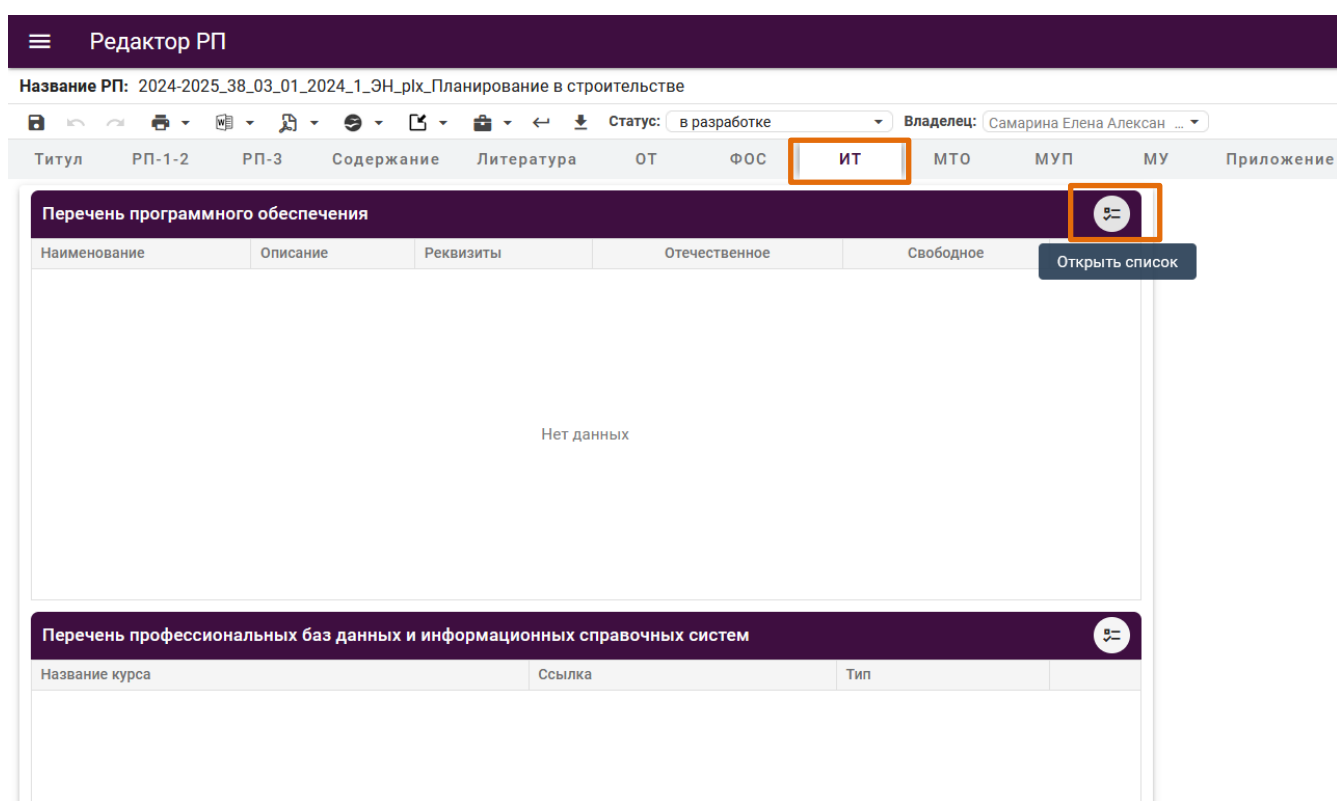 Редактор РП
Название РП: 2024-2025_38_03_01_2024_1_ЭН_plx_Планирование в строительстве
Статус: в разработке Владелец: Самарина Елена Алексан ...
Титул РП-1-2 РП-3 Содержание Литература ОТ ФОС ИТ МТО МУП МУ Приложение
Перечень программного обеспечения
Наименование Описание Реквизиты Отечественное Свободное
Открыть список
Нет данных
Перечень профессиональных баз данных и информационных справочных систем
Название курса Ссылка Тип